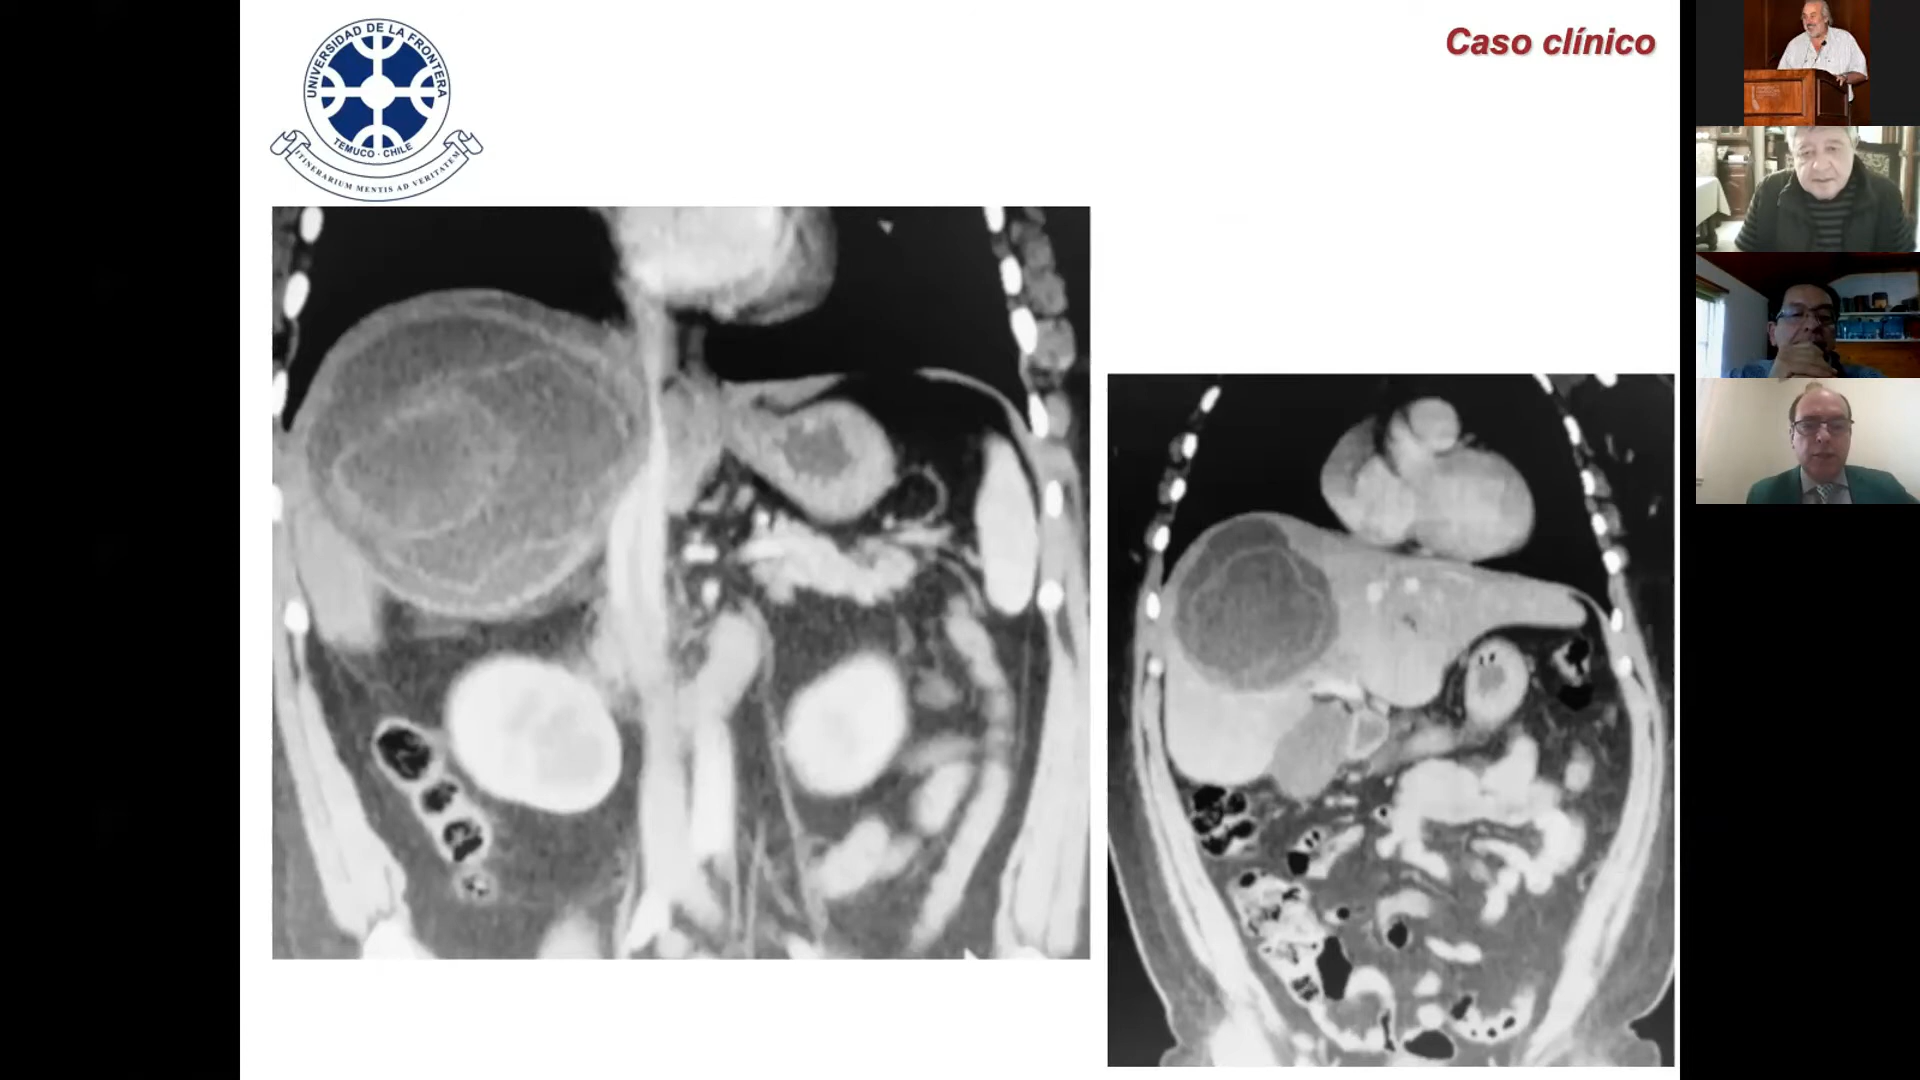 UNIVERSIDAD DE LA FRONTERA
TEMUCO - CHILE
ITINERARIUM MENTIS AD VERITATEM
Caso clínico